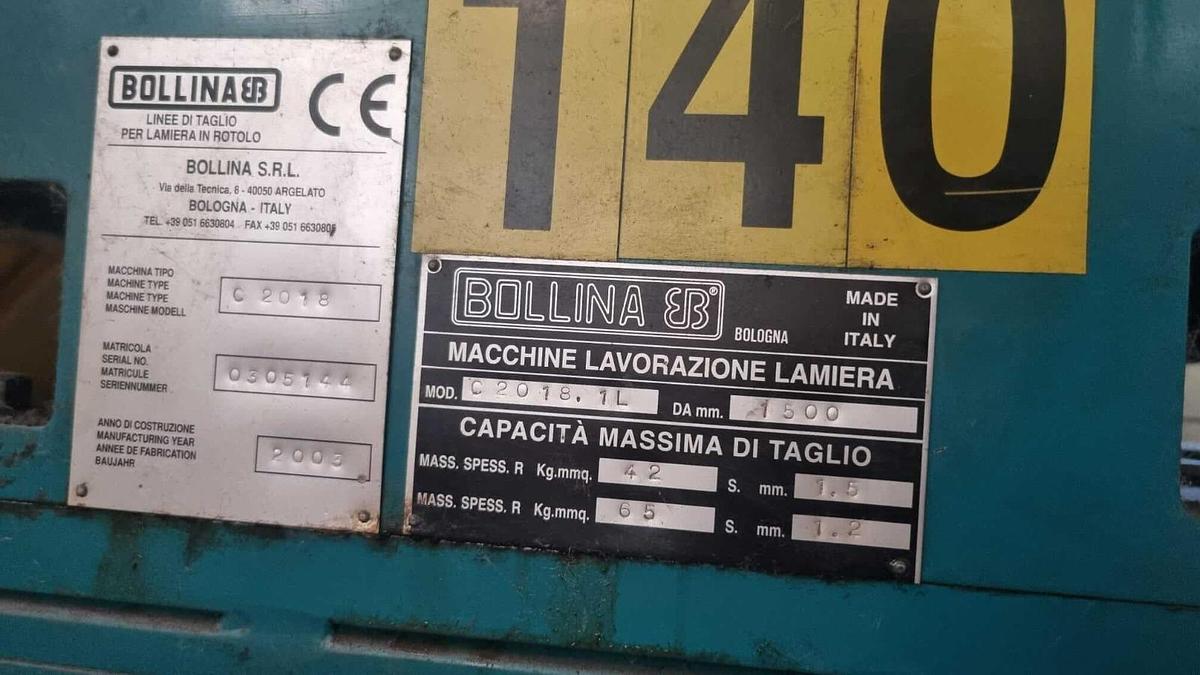 BOLLINA
CE
LINEE DI TAGLIO
PER LAMIERA IN ROTOLO
BOLLINA S.R.L.
Via della Tecnica, 8 - 40050 ARGELATO
BOLOGNA - ITALY
TEL. +39 051 6630804 FAX +39 051 6630805
MACCHINA TIPO
MACHINE TYPE
MACHINE TYPE
MASCHINE MODELL
C 2018
MATRICOLA
SERIAL NO.
MATRICULE
SERIENNUMMER
0305144
ANNO DI COSTRUZIONE
MANUFACTURING YEAR
ANNEE DE FABRICATION
BAUJAHR
2003
140
BOLLINA ®
BOLOGNA
MADE
IN
ITALY
MACCHINE LAVORAZIONE LAMIERA
MOD. C 2018.1L DA mm. 1500
CAPACITÀ MASSIMA DI TAGLIO
MASS. SPESS. R Kg.mmq. 42 S. mm. 1.5
MASS. SPESS. R Kg.mmq. 65 S. mm. 1.2